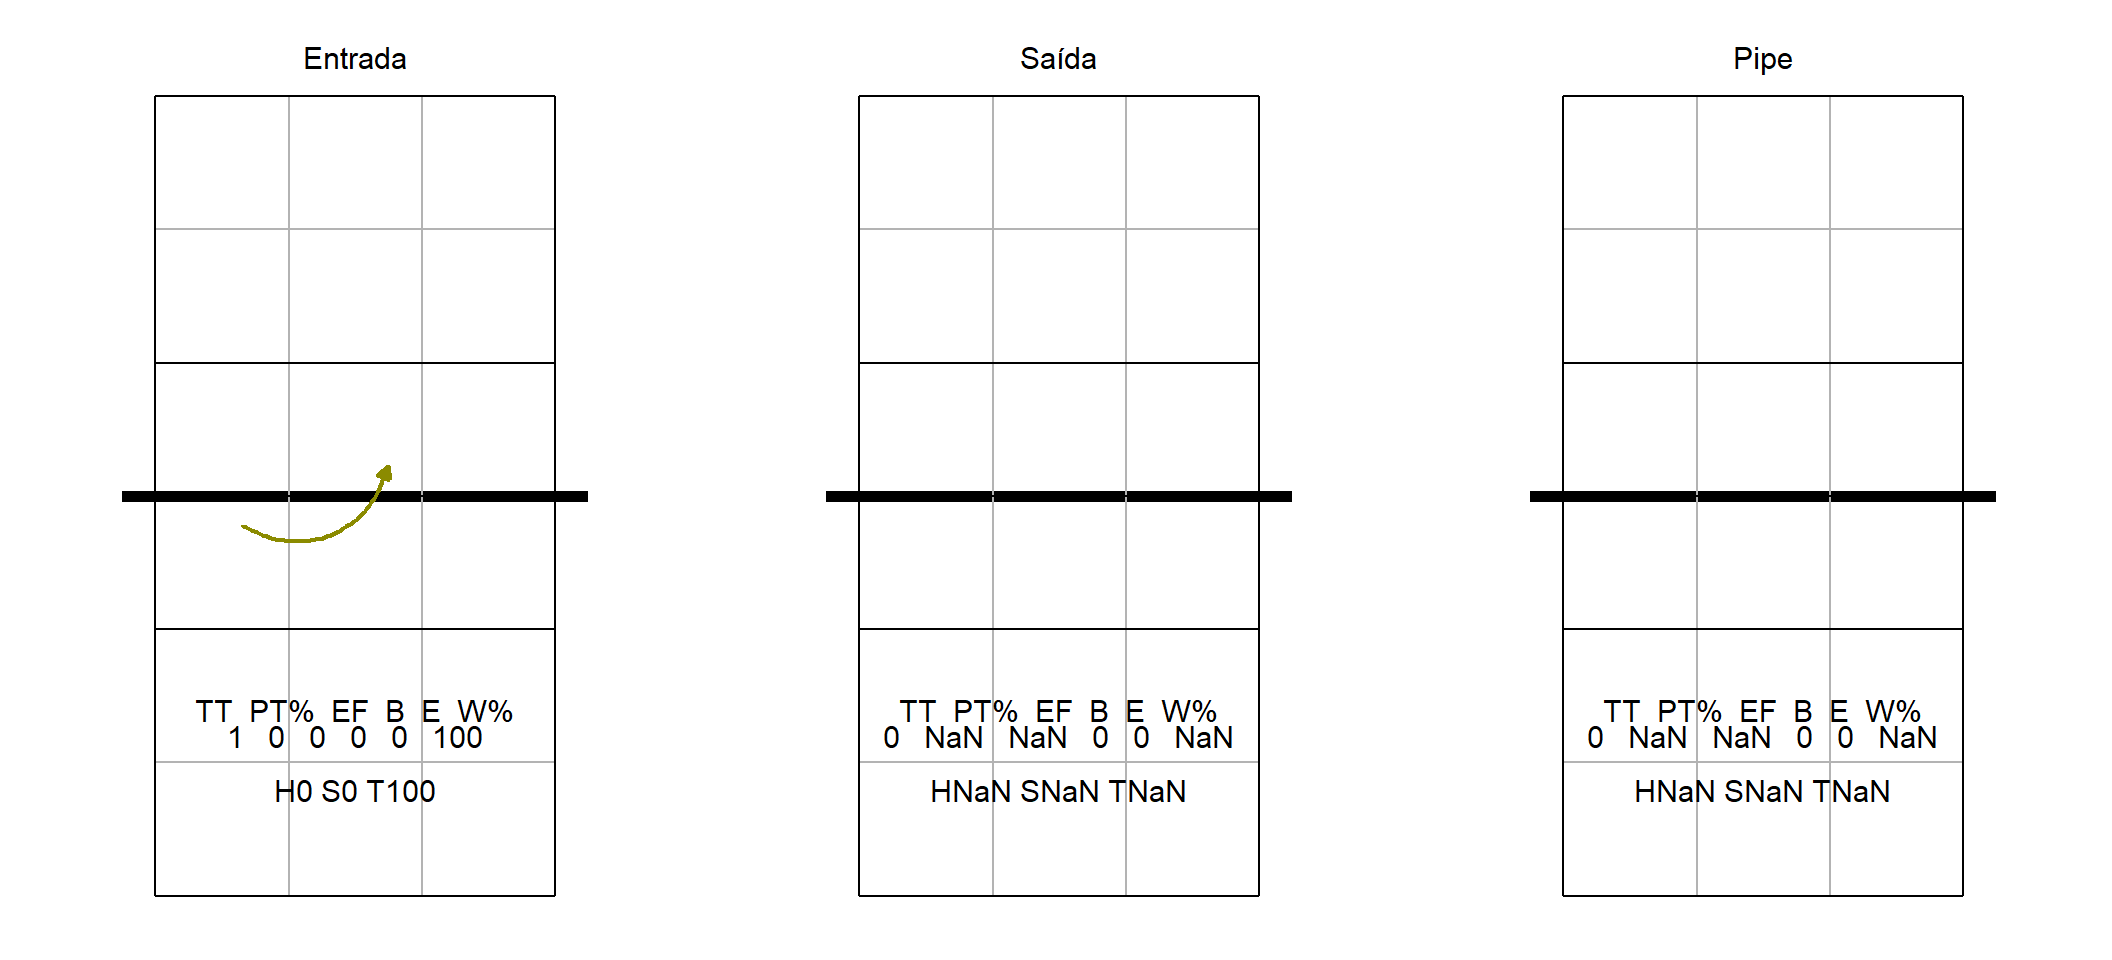 Entrada
TT PT% EF B E W%
1 0 0 0 0 100
H0 S0 T100
Saída
TT PT% EF B E W%
0 NaN NaN 0 0 NaN
HNaN SNaN TNaN
Pipe
TT PT% EF B E W%
0 NaN NaN 0 0 NaN
HNaN SNaN TNaN